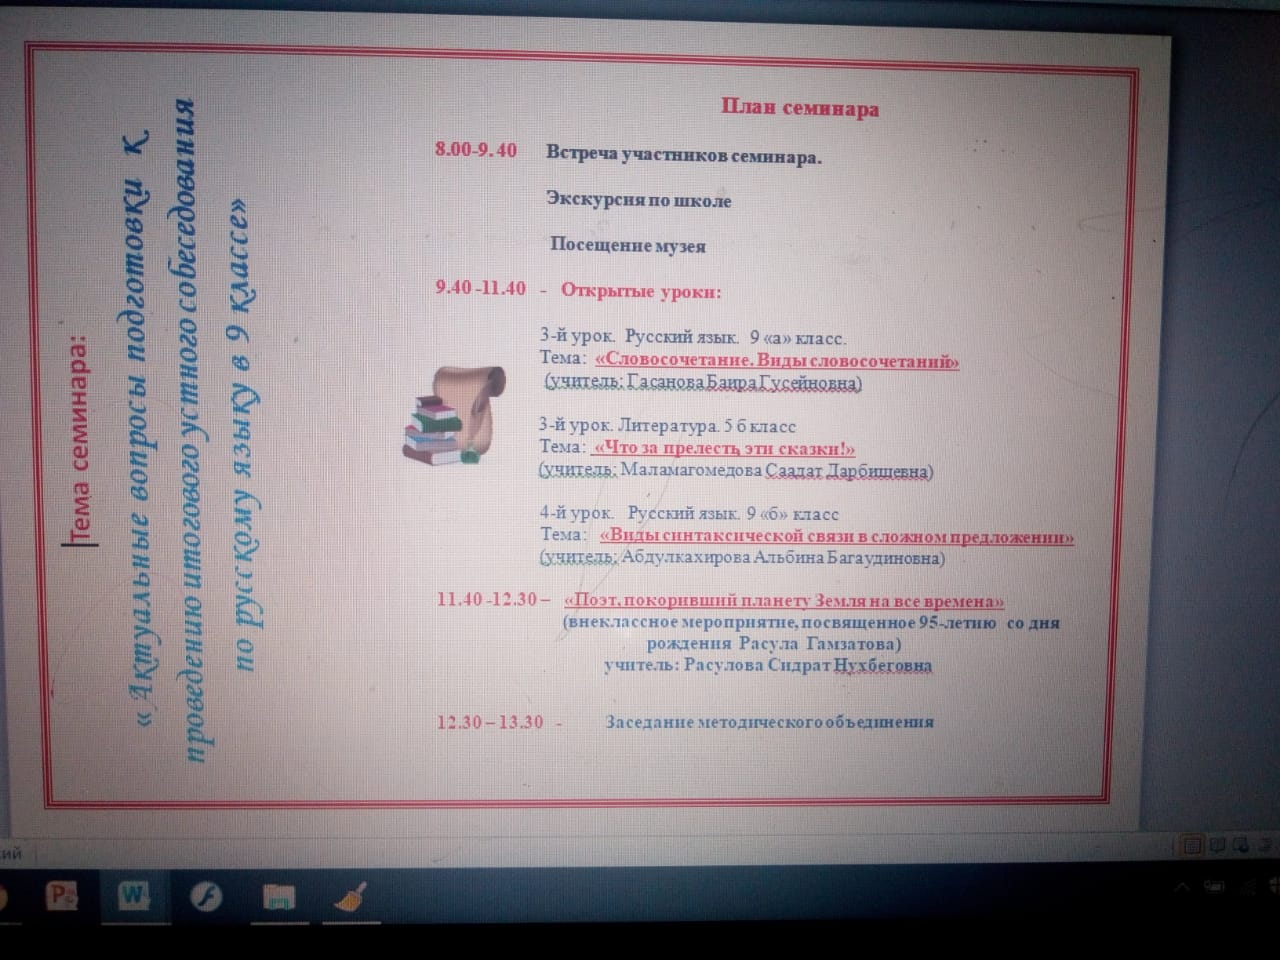 Тема семинара:
«Актуальные вопросы подготовки к
проведению итогового устного собеседования
по русскому языку в 9 классе»
План семинара
8.00-9.40 Встреча участников семинара.
Экскурсия по школе
Посещение музея
9.40 -11.40 - Открытые уроки:
3-й урок. Русский язык. 9 «а» класс.
Тема: «Словосочетание. Виды словосочетаний»
(учитель: Гасанова Баира Гусейновна)
3-й урок. Литература. 5 б класс
Тема: «Что за прелесть эти сказки!»
(учитель: Маламагомедова Саадат Дарбишевна)
4-й урок. Русский язык. 9 «б» класс
Тема: «Виды синтаксической связи в сложном предложении»
(учитель: Абдулкахирова Альбина Багаудиновна)
11.40 -12.30 – «Поэт, покоривший планету Земля на все времена»
(внеклассное мероприятие, посвященное 95-летию со дня
рождения Расула Гамзатова)
учитель: Расулова Сидрат Нухбеговна
12.30 – 13.30 - Заседание методического объединения